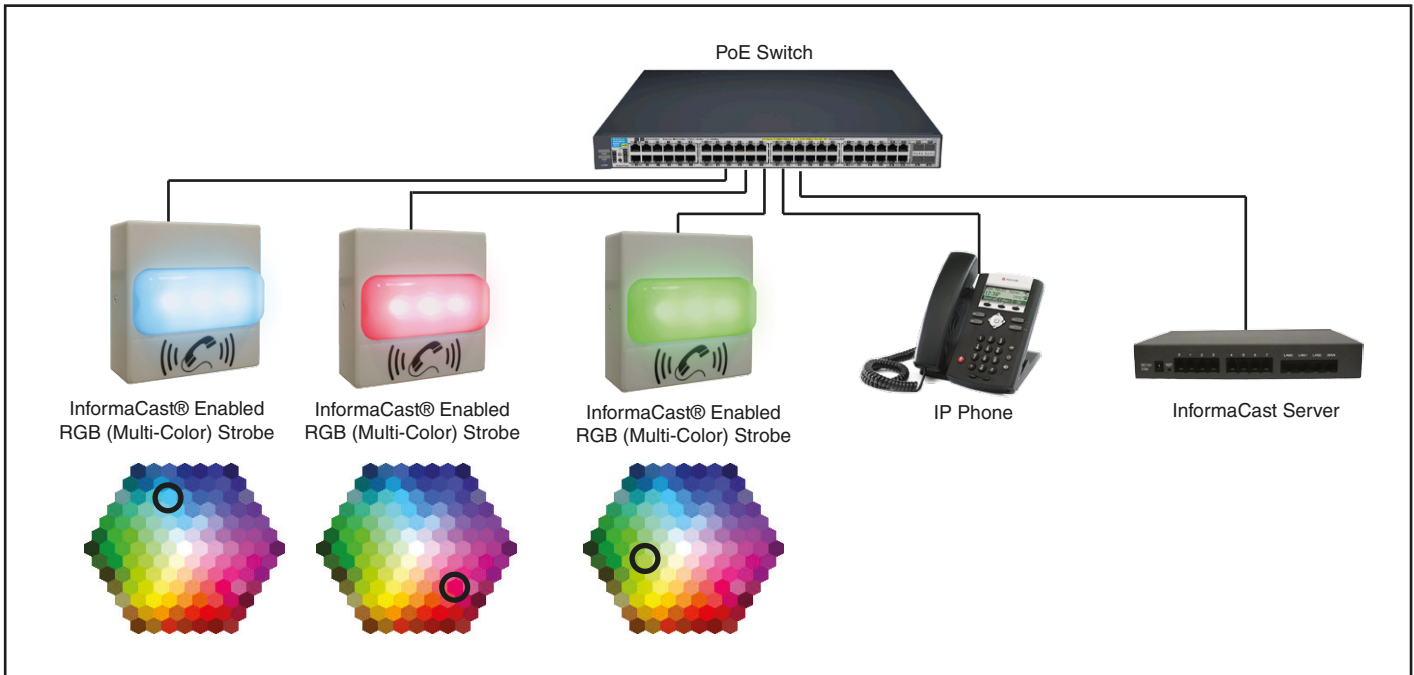 PoE Switch
InformaCast® Enabled
RGB (Multi-Color) Strobe
InformaCast® Enabled
RGB (Multi-Color) Strobe
InformaCast® Enabled
RGB (Multi-Color) Strobe
IP Phone
InformaCast Server